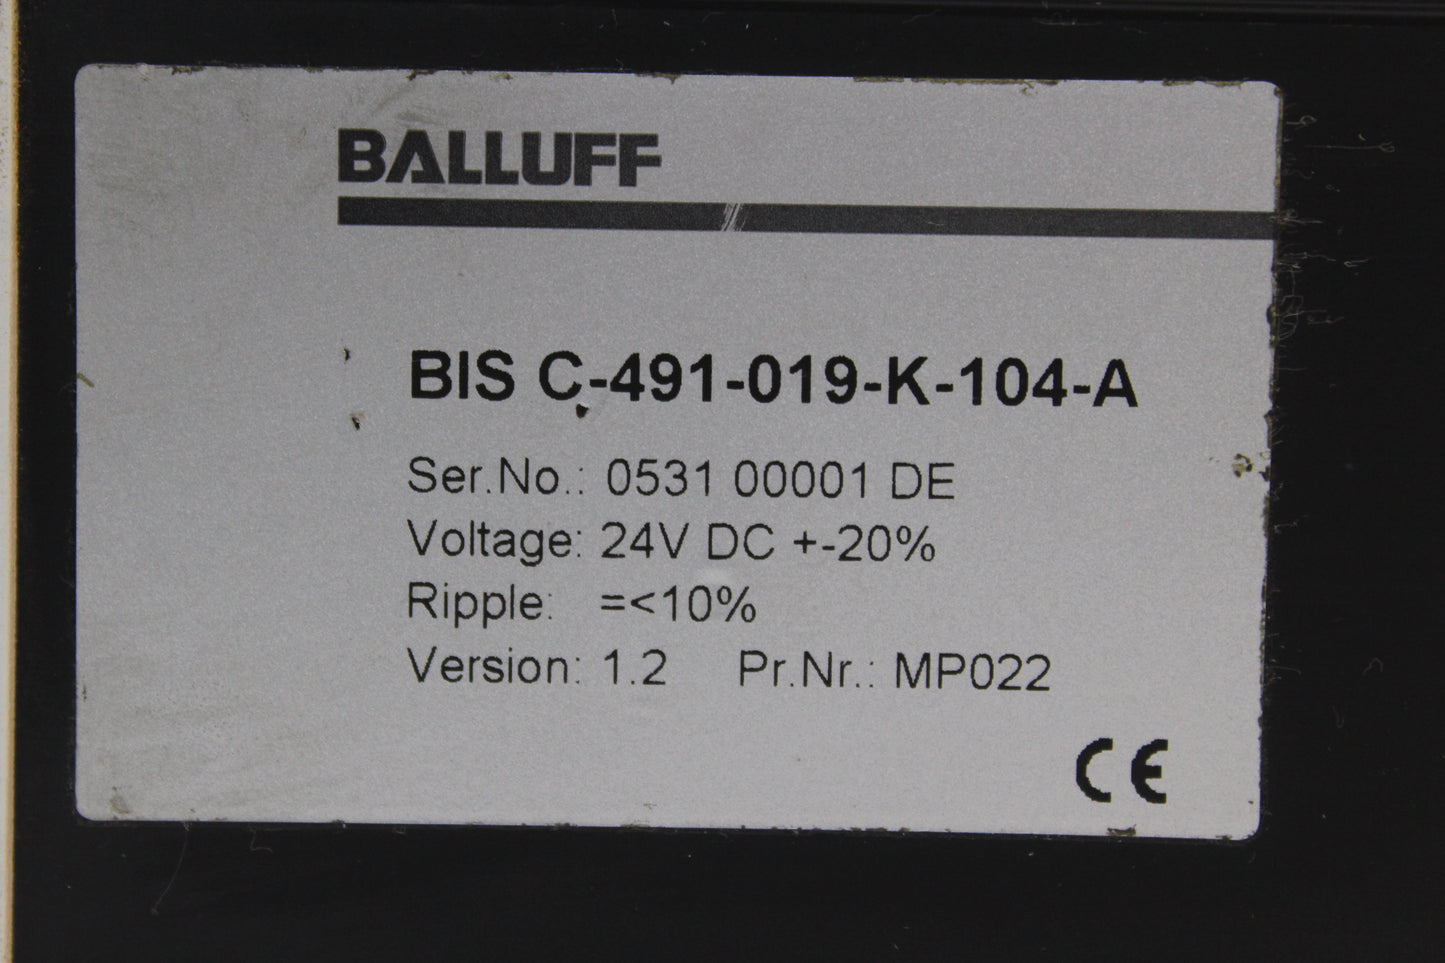 BALLUFF
BIS C-491-019-K-104-A
Ser.No.: 0531 00001 DE
Voltage: 24V DC +-20%
Ripple: =<10%
Version: 1.2 Pr.Nr.: MP022
CE